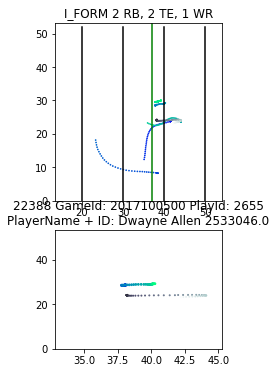 I_FORM 2 RB, 2 TE, 1 WR
50
40
30
20
10
0
20 30 40 50
22388 GameId: 2017100500 PlayId: 2655
PlayerName + ID: Dwayne Allen 2533046.0
40
20
0
35.0 37.5 40.0 42.5 45.0